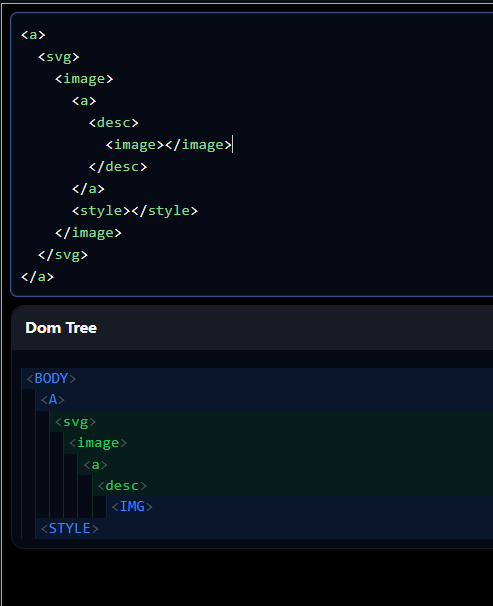 <a>
<svg>
<image>
<a>
<desc>
<image></image>
</desc>
</a>
<style></style>
</image>
</svg>
</a>
Dom Tree
<BODY>
<A>
<svg>
<image>
<a>
<desc>
<IMG>
<STYLE>